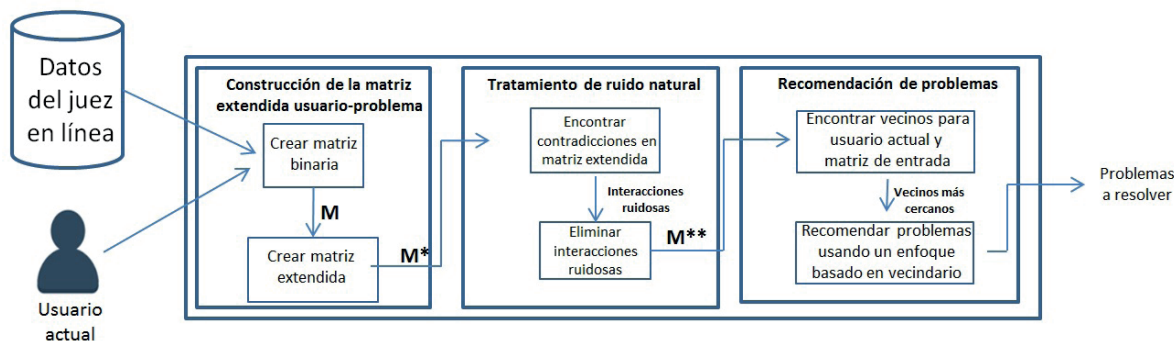 Datos
del juez
en línea
Usuario
actual
Construcción de la matriz
extendida usuario-problema
Crear matriz
binaria
M
Crear matriz
extendida
M*
Tratamiento de ruido natural
Encontrar
contradicciones en
matriz extendida
Interacciones
ruidosas
Eliminar
interacciones
ruidosas
M**
Recomendación de problemas
Encontrar vecinos para
usuario actual y
matriz de entrada
Vecinos más
cercanos
Recomendar problemas
usando un enfoque
basado en vecindario
Problemas
a resolver